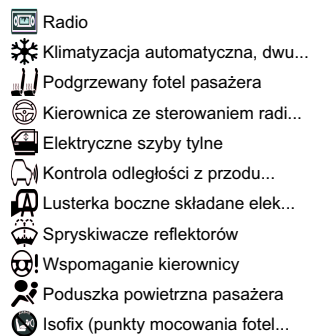 Radio
Klimatyzacja automatyczna, dwu...
Podgrzewany fotel pasażera
Kierownica ze sterowaniem radi...
Elektryczne szyby tylne
Kontrola odległości z przodu...
Lusterka boczne składane elek...
Spryskiwacze reflektorów
Wspomaganie kierownicy
Poduszka powietrzna pasażera
Isofix (punkty mocowania fotel...